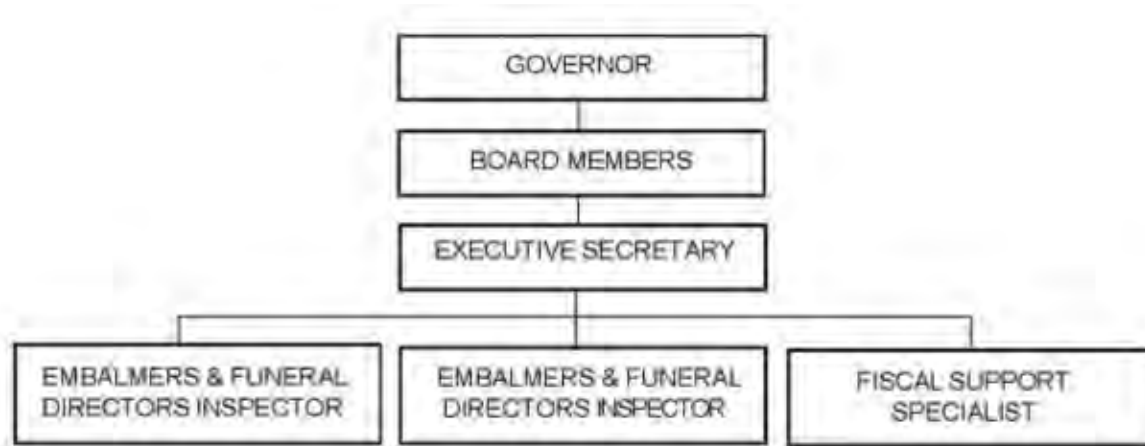 GOVERNOR
BOARD MEMBERS
EXECUTIVE SECRETARY
EMBALMERS & FUNERAL
DIRECTORS INSPECTOR
EMBALMERS & FUNERAL
DIRECTORS INSPECTOR
FISCAL SUPPORT
SPECIALIST